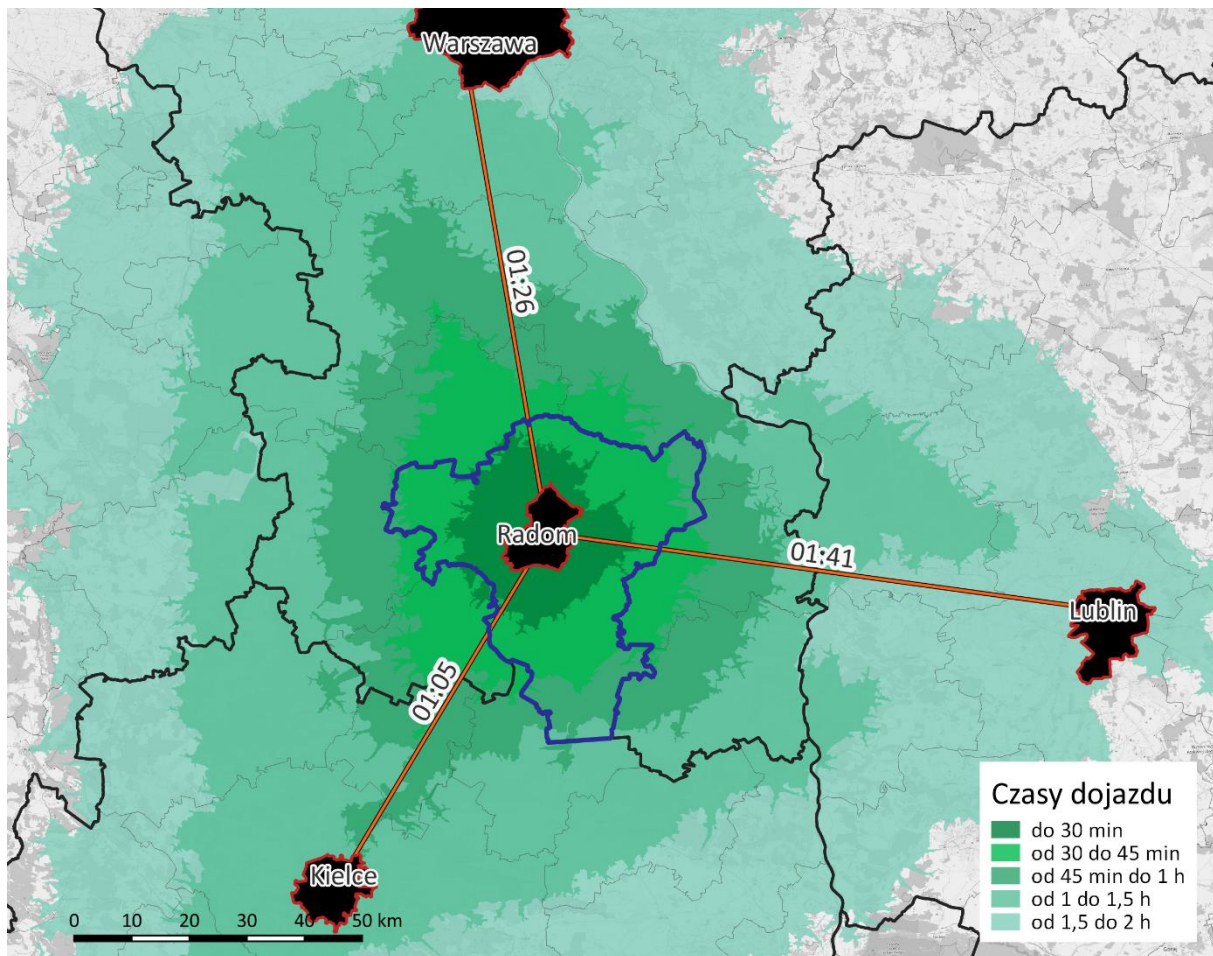 Warszawa
01:26
Radom
01:41
Lublin
01:05
Kielce
0 10 20 30 40 50 km
Czasy dojazdu
do 30 min
od 30 do 45 min
od 45 min do 1 h
od 1 do 1,5 h
od 1,5 do 2 h